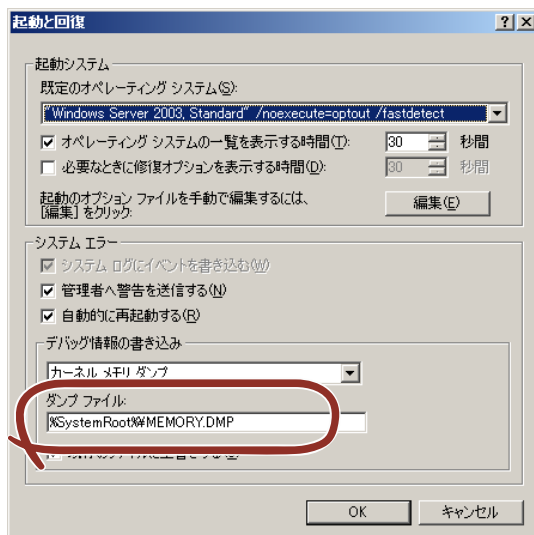 起動と回復
起動システム
既定のオペレーティング システム(S):
"Windows Server 2003, Standard" /noexecute=optout /fastdetect
オペレーティング システムの一覧を表示する時間(T): 30 秒間
必要なときに修復オプションを表示する時間(D): 30 秒間
起動のオプション ファイルを手動で編集するには、
[編集] をクリック:
編集(E)
システム エラー
システム ログにイベントを書き込む(W)
管理者へ警告を送信する(N)
自動的に再起動する(R)
デバッグ情報の書き込み
カーネル メモリ ダンプ
ダンプ ファイル:
%SystemRoot%¥MEMORY.DMP
OK キャンセル